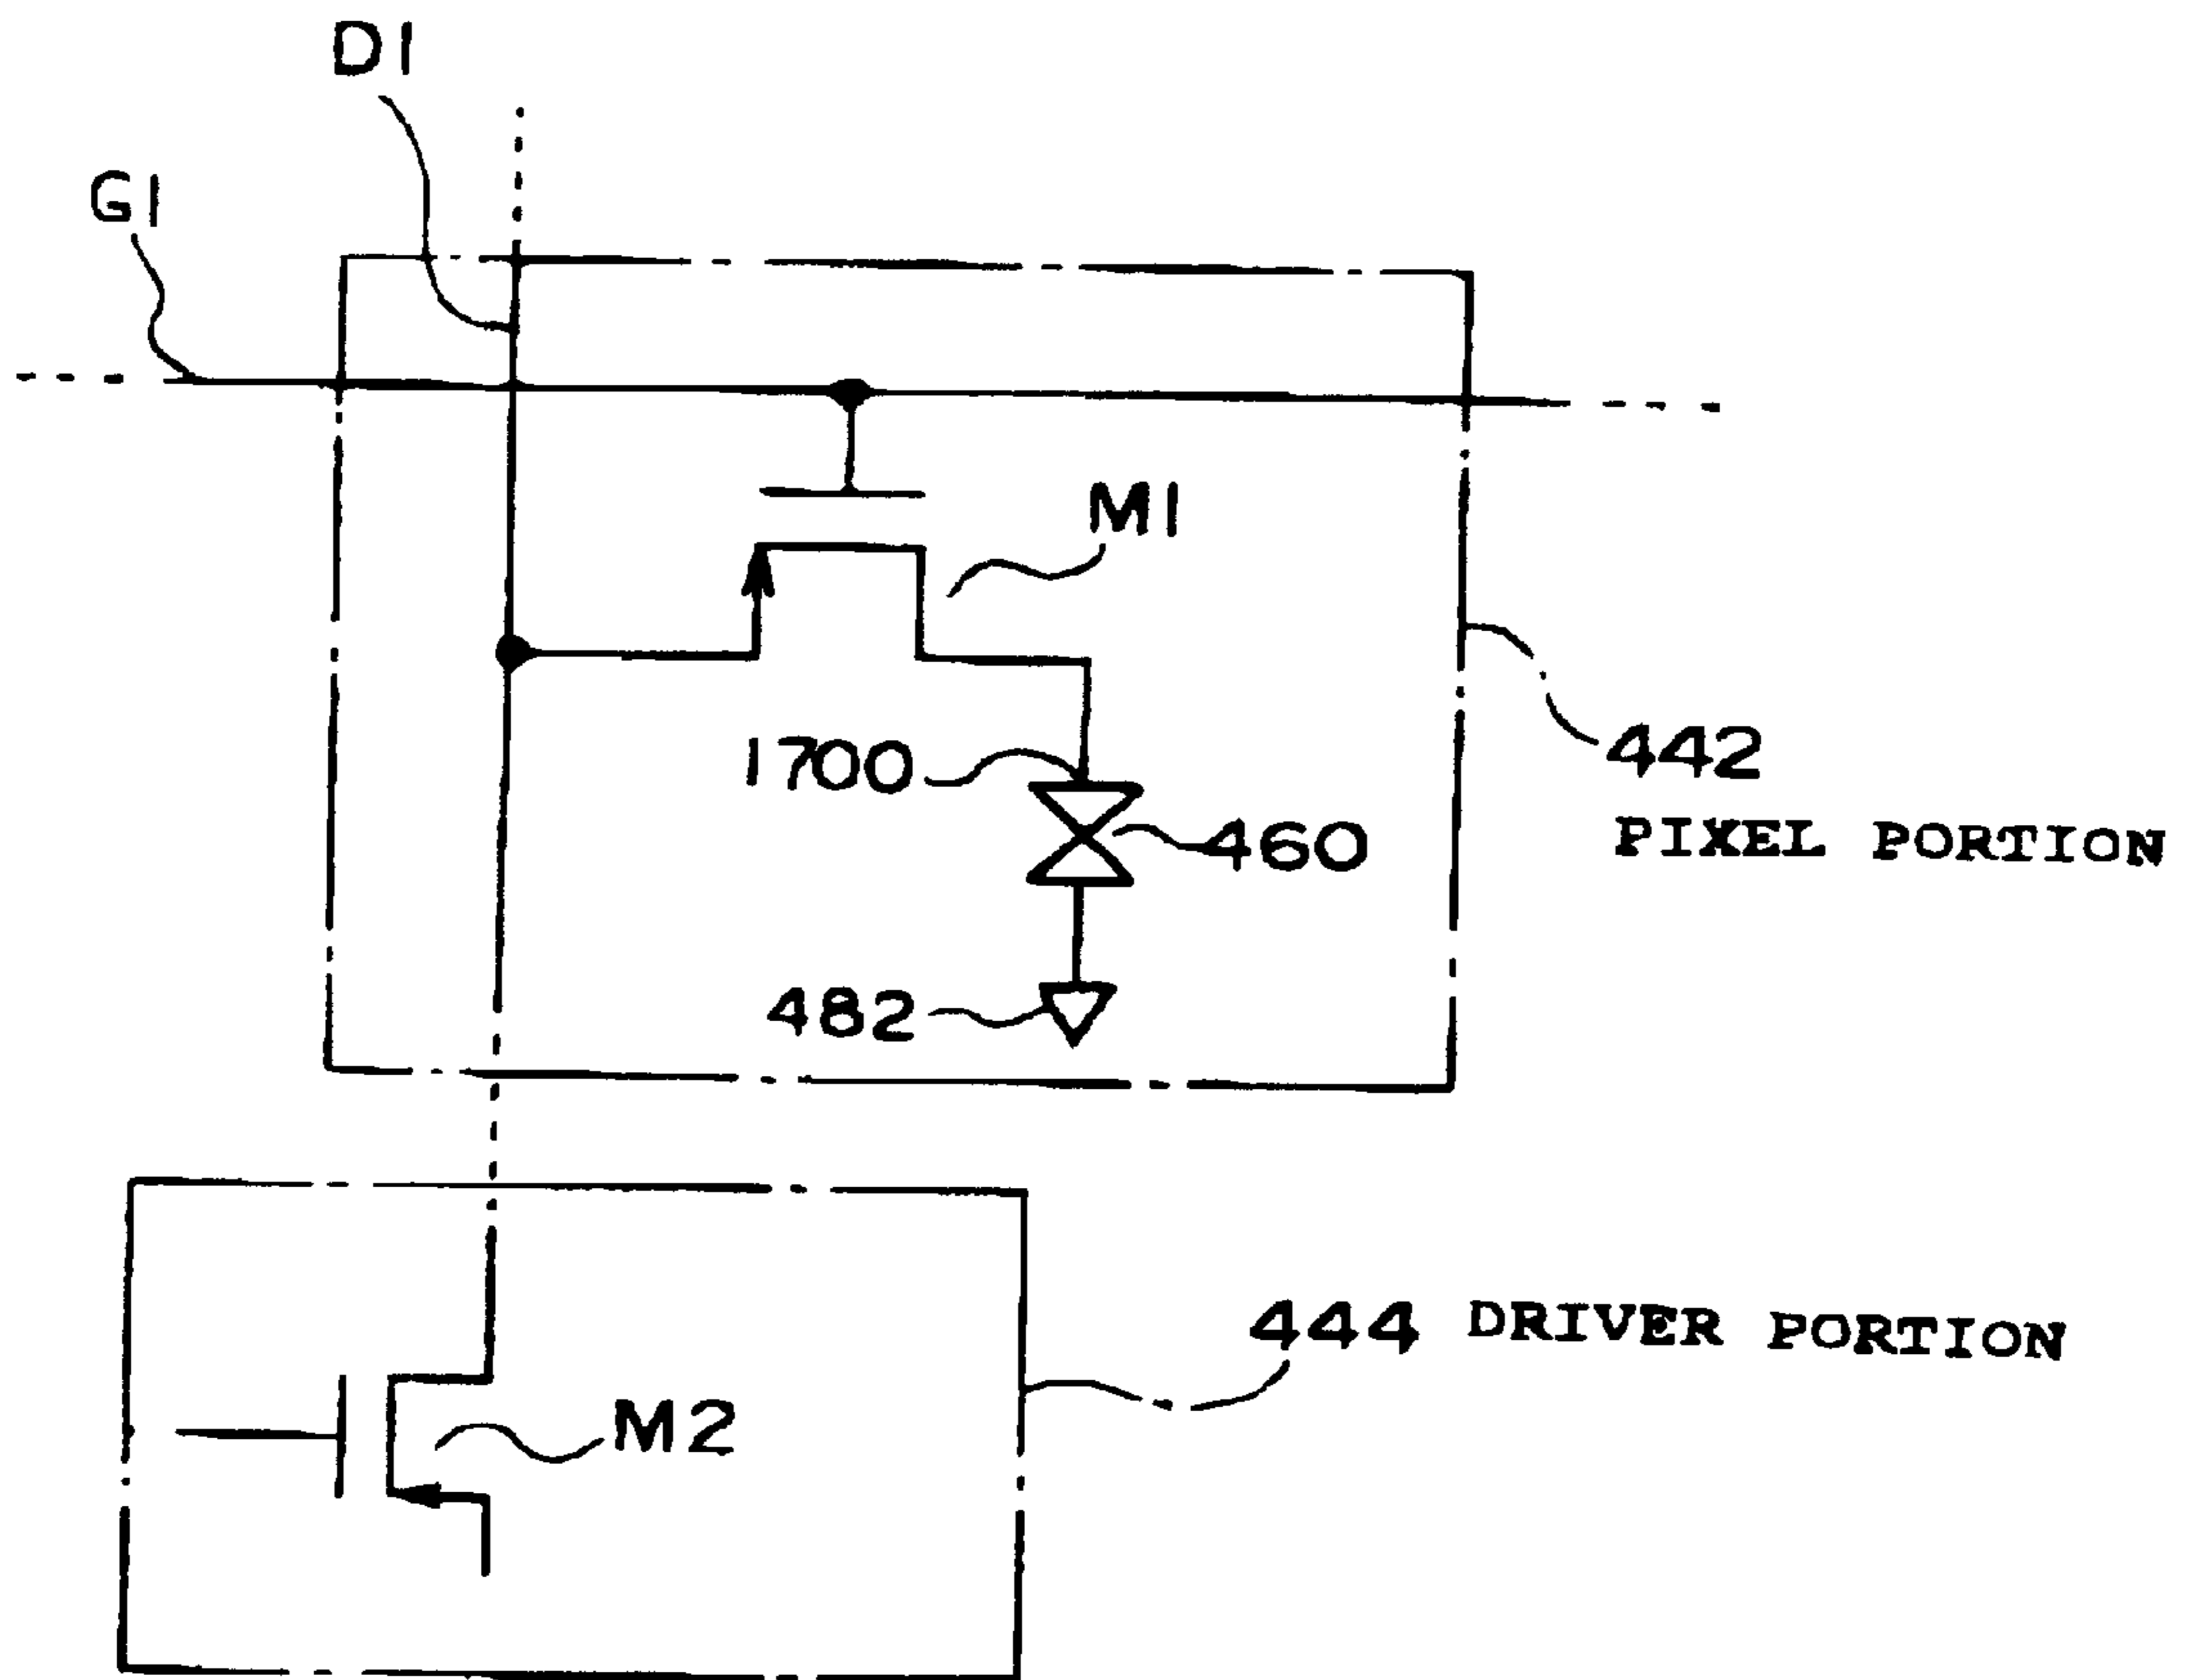 D1
G1
M1
1700
442
PIXEL PORTION
460
482
444 DRIVER PORTION
M2